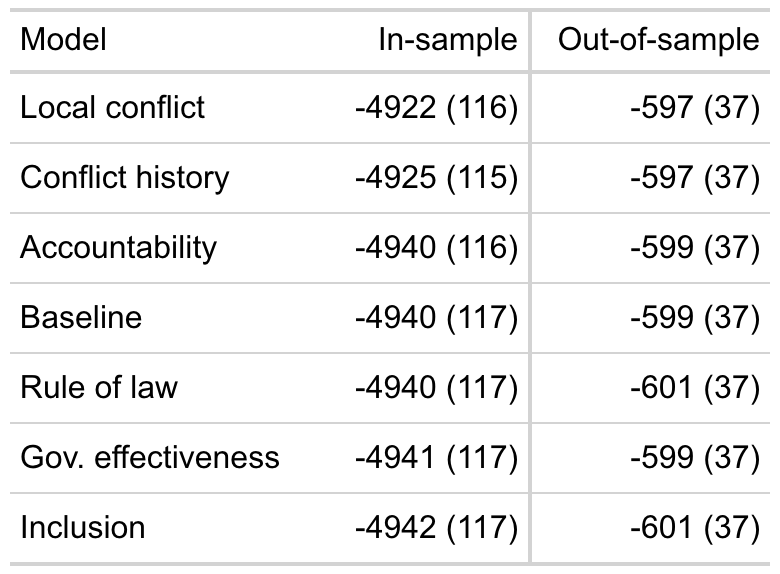 Model In-sample Out-of-sample
Local conflict -4922 (116) -597 (37)
Conflict history -4925 (115) -597 (37)
Accountability -4940 (116) -599 (37)
Baseline -4940 (117) -599 (37)
Rule of law -4940 (117) -601 (37)
Gov. effectiveness -4941 (117) -599 (37)
Inclusion -4942 (117) -601 (37)